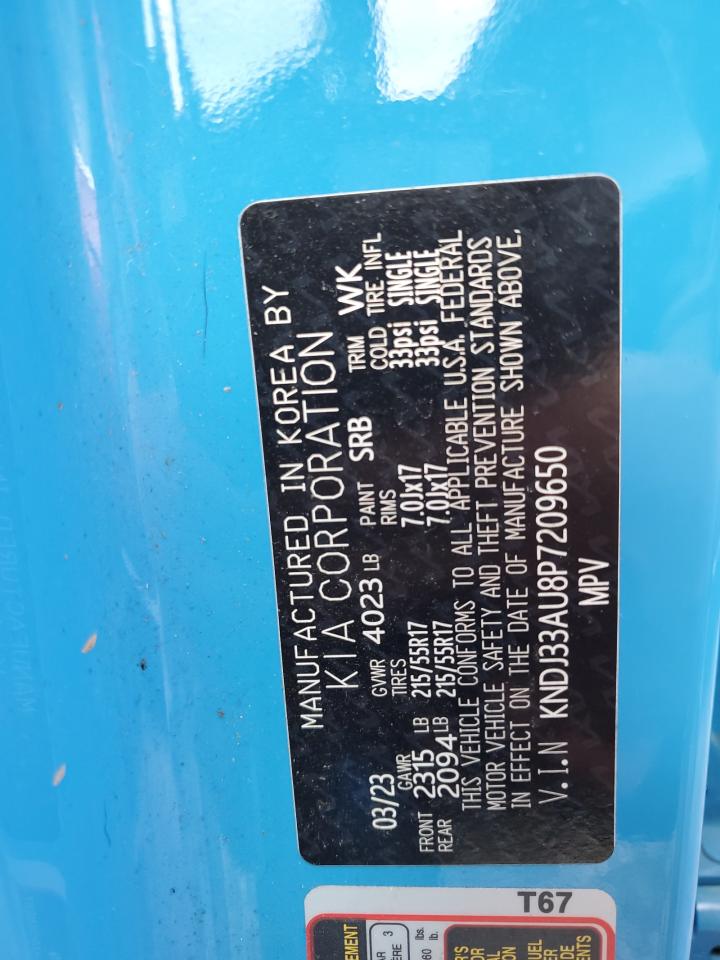 MANUFACTURED IN KOREA BY
KIA CORPORATION
03/23 GVWR 4023 LB PAINT SRB TRIM WK
GAWR TIRES RIMS COLD TIRE INFL
FRONT 2315 LB 215/55R17 7.0Jx17 33psi SINGLE
REAR 2094 LB 215/55R17 7.0Jx17 33psi SINGLE
THIS VEHICLE CONFORMS TO ALL APPLICABLE U.S.A. FEDERAL
MOTOR VEHICLE SAFETY AND THEFT PREVENTION STANDARDS
IN EFFECT ON THE DATE OF MANUFACTURE SHOWN ABOVE.
V.I.N KNDJ33AU8P7209650
MPV
T67
3
lbs.
lb.